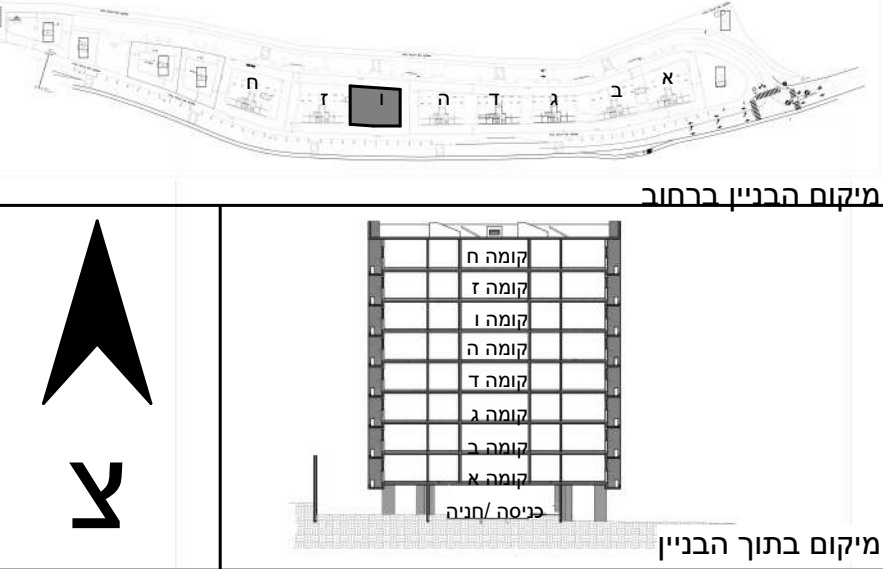 א ב ג ד ה ו ז ח
מיקום הבניין ברחוב
קומה ח
קומה ז
קומה ו
קומה ה
קומה ד
קומה ג
קומה ב
קומה א
כניסה /חניה
צ
מיקום בתוך הבניין